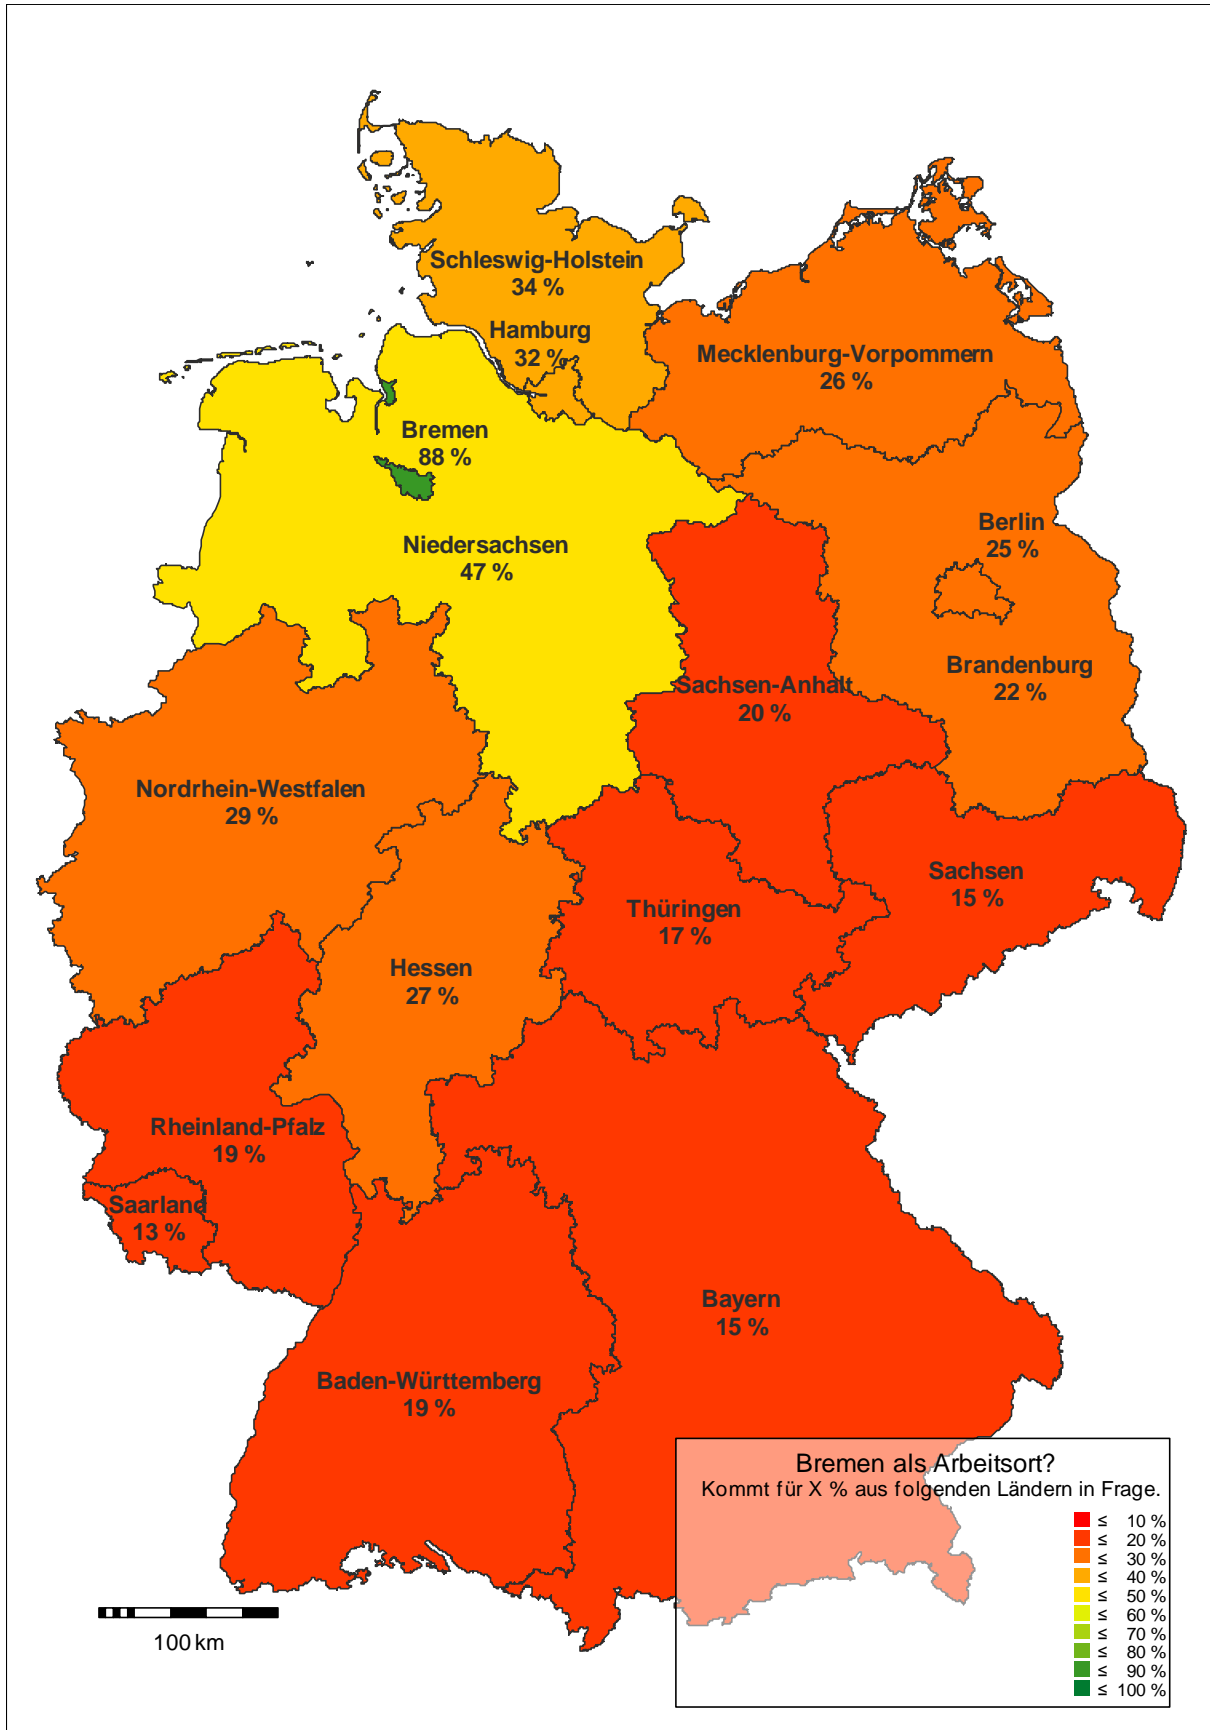 Schleswig-Holstein
34 %
Hamburg
32 %
Mecklenburg-Vorpommern
26 %
Bremen
88 %
Berlin
25 %
Niedersachsen
47 %
Brandenburg
22 %
Sachsen-Anhalt
20 %
Nordrhein-Westfalen
29 %
Sachsen
15 %
Thüringen
17 %
Hessen
27 %
Rheinland-Pfalz
19 %
Saarland
13 %
Bayern
15 %
Baden-Württemberg
19 %
Bremen als Arbeitsort?
Kommt für X % aus folgenden Ländern in Frage.
≤ 10 %
≤ 20 %
≤ 30 %
≤ 40 %
≤ 50 %
≤ 60 %
≤ 70 %
≤ 80 %
≤ 90 %
≤ 100 %
100 km